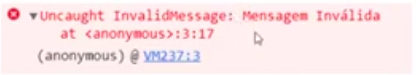 Uncaught InvalidMessage: Mensagem Inválida
at <anonymous>:3:17
(anonymous) @ VM237:3